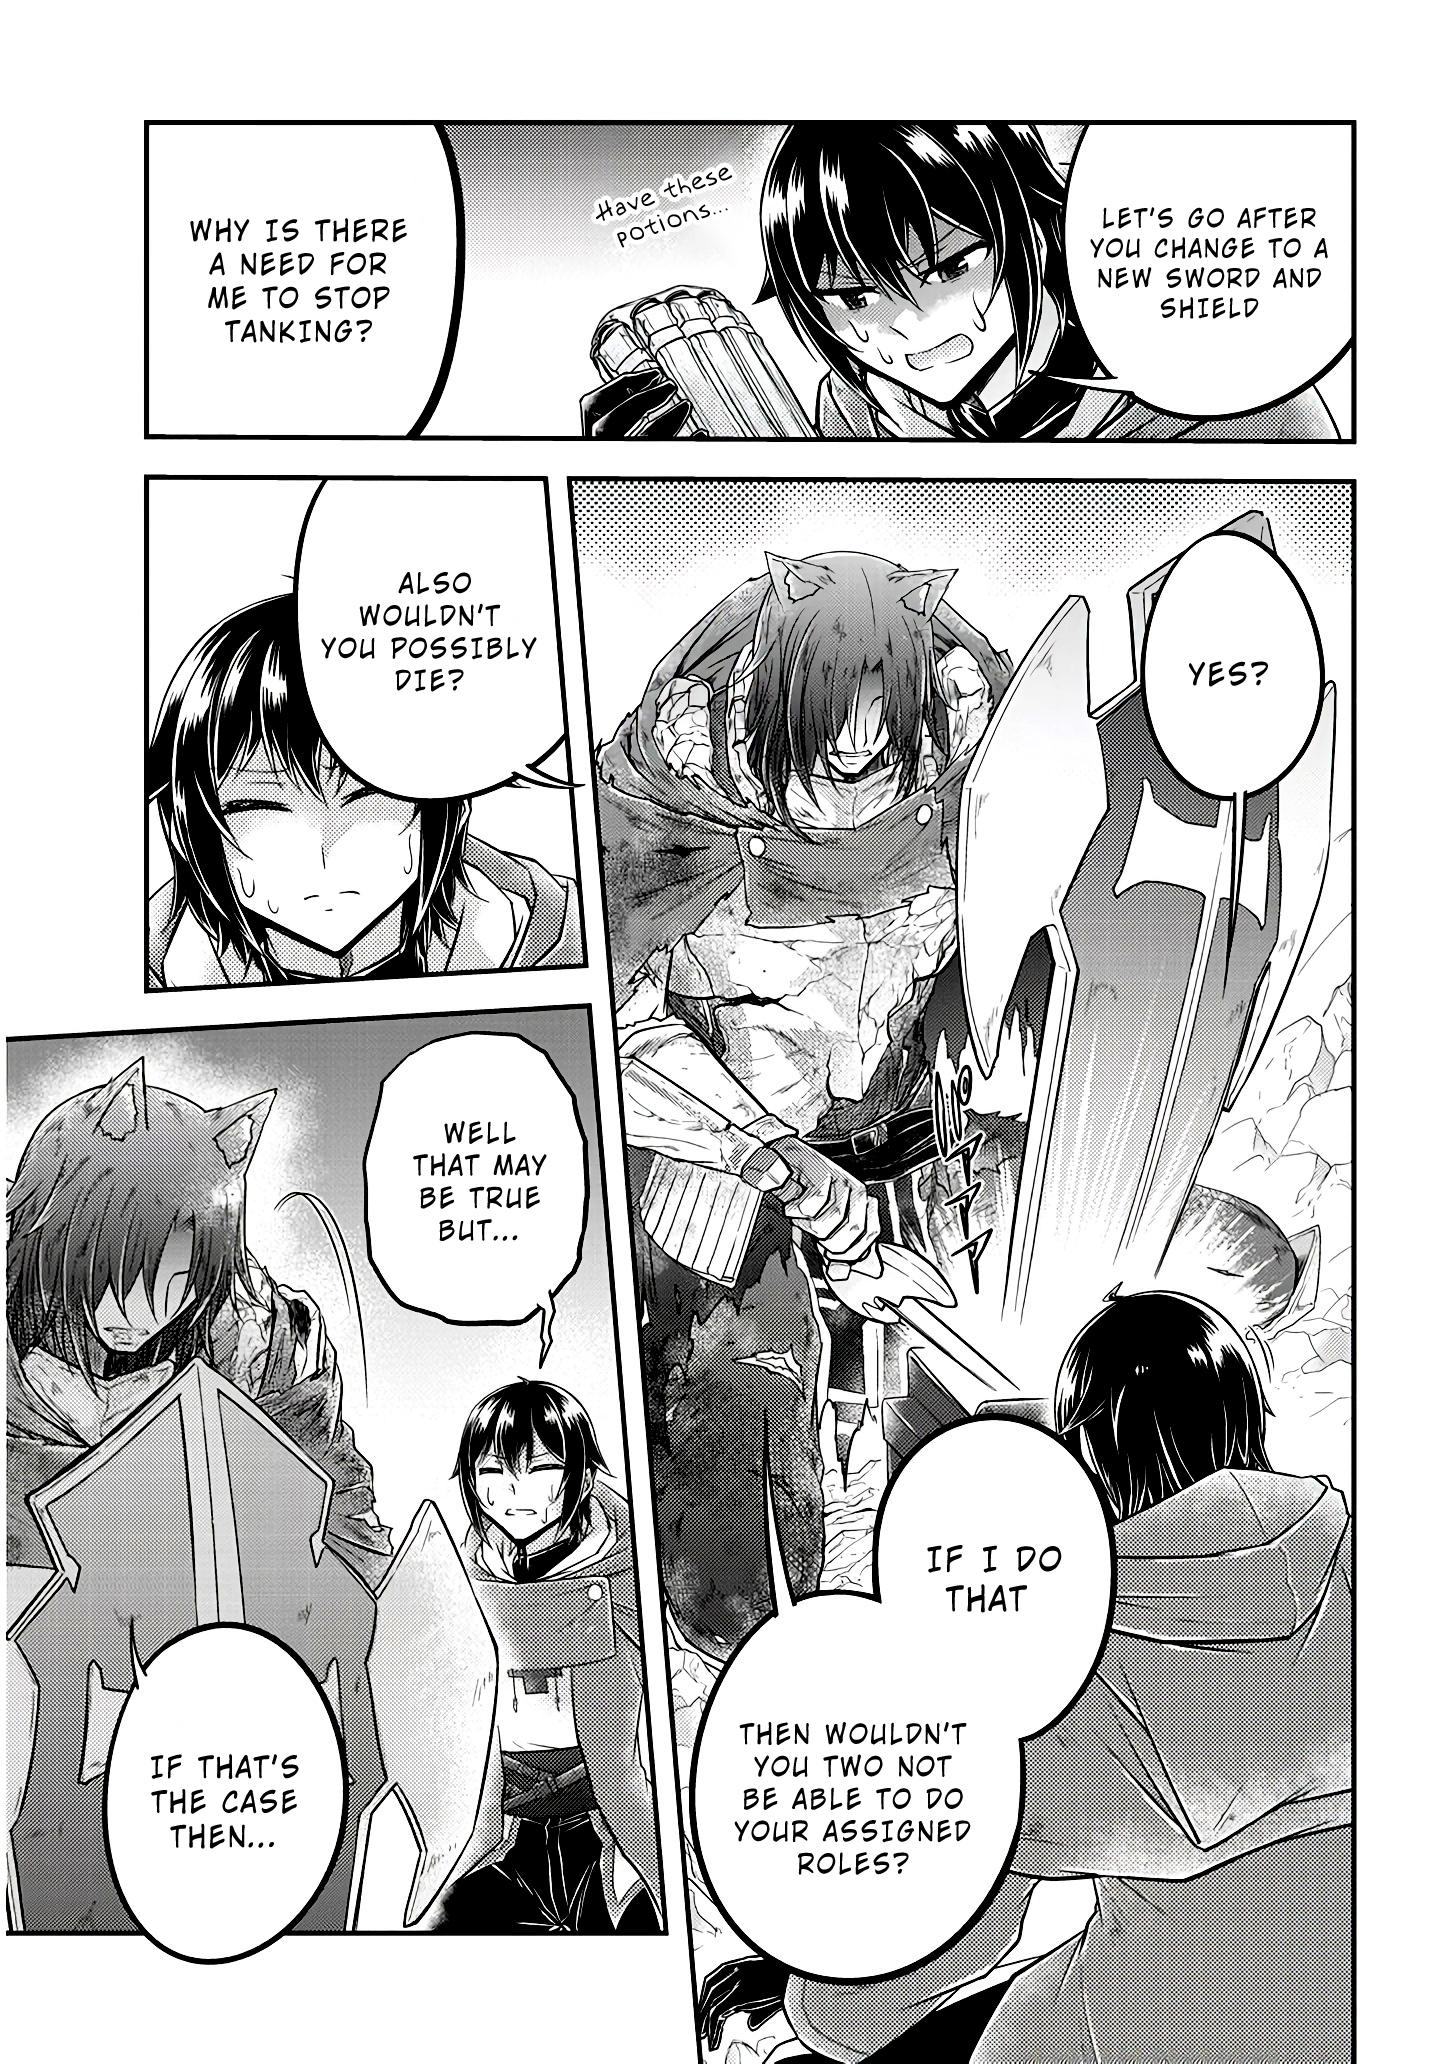 LET'S GO AFTER
YOU CHANGE TO A
NEW SWORD AND
SHIELD
Have these
potions...
WHY IS THERE
A NEED FOR
ME TO STOP
TANKING?
YES?
IF I DO
THAT
THEN WOULDN'T
YOU TWO NOT
BE ABLE TO DO
YOUR ASSIGNED
ROLES?
ALSO
WOULDN'T
YOU POSSIBLY
DIE?
WELL
THAT MAY
BE TRUE
BUT...
IF THAT'S
THE CASE
THEN...